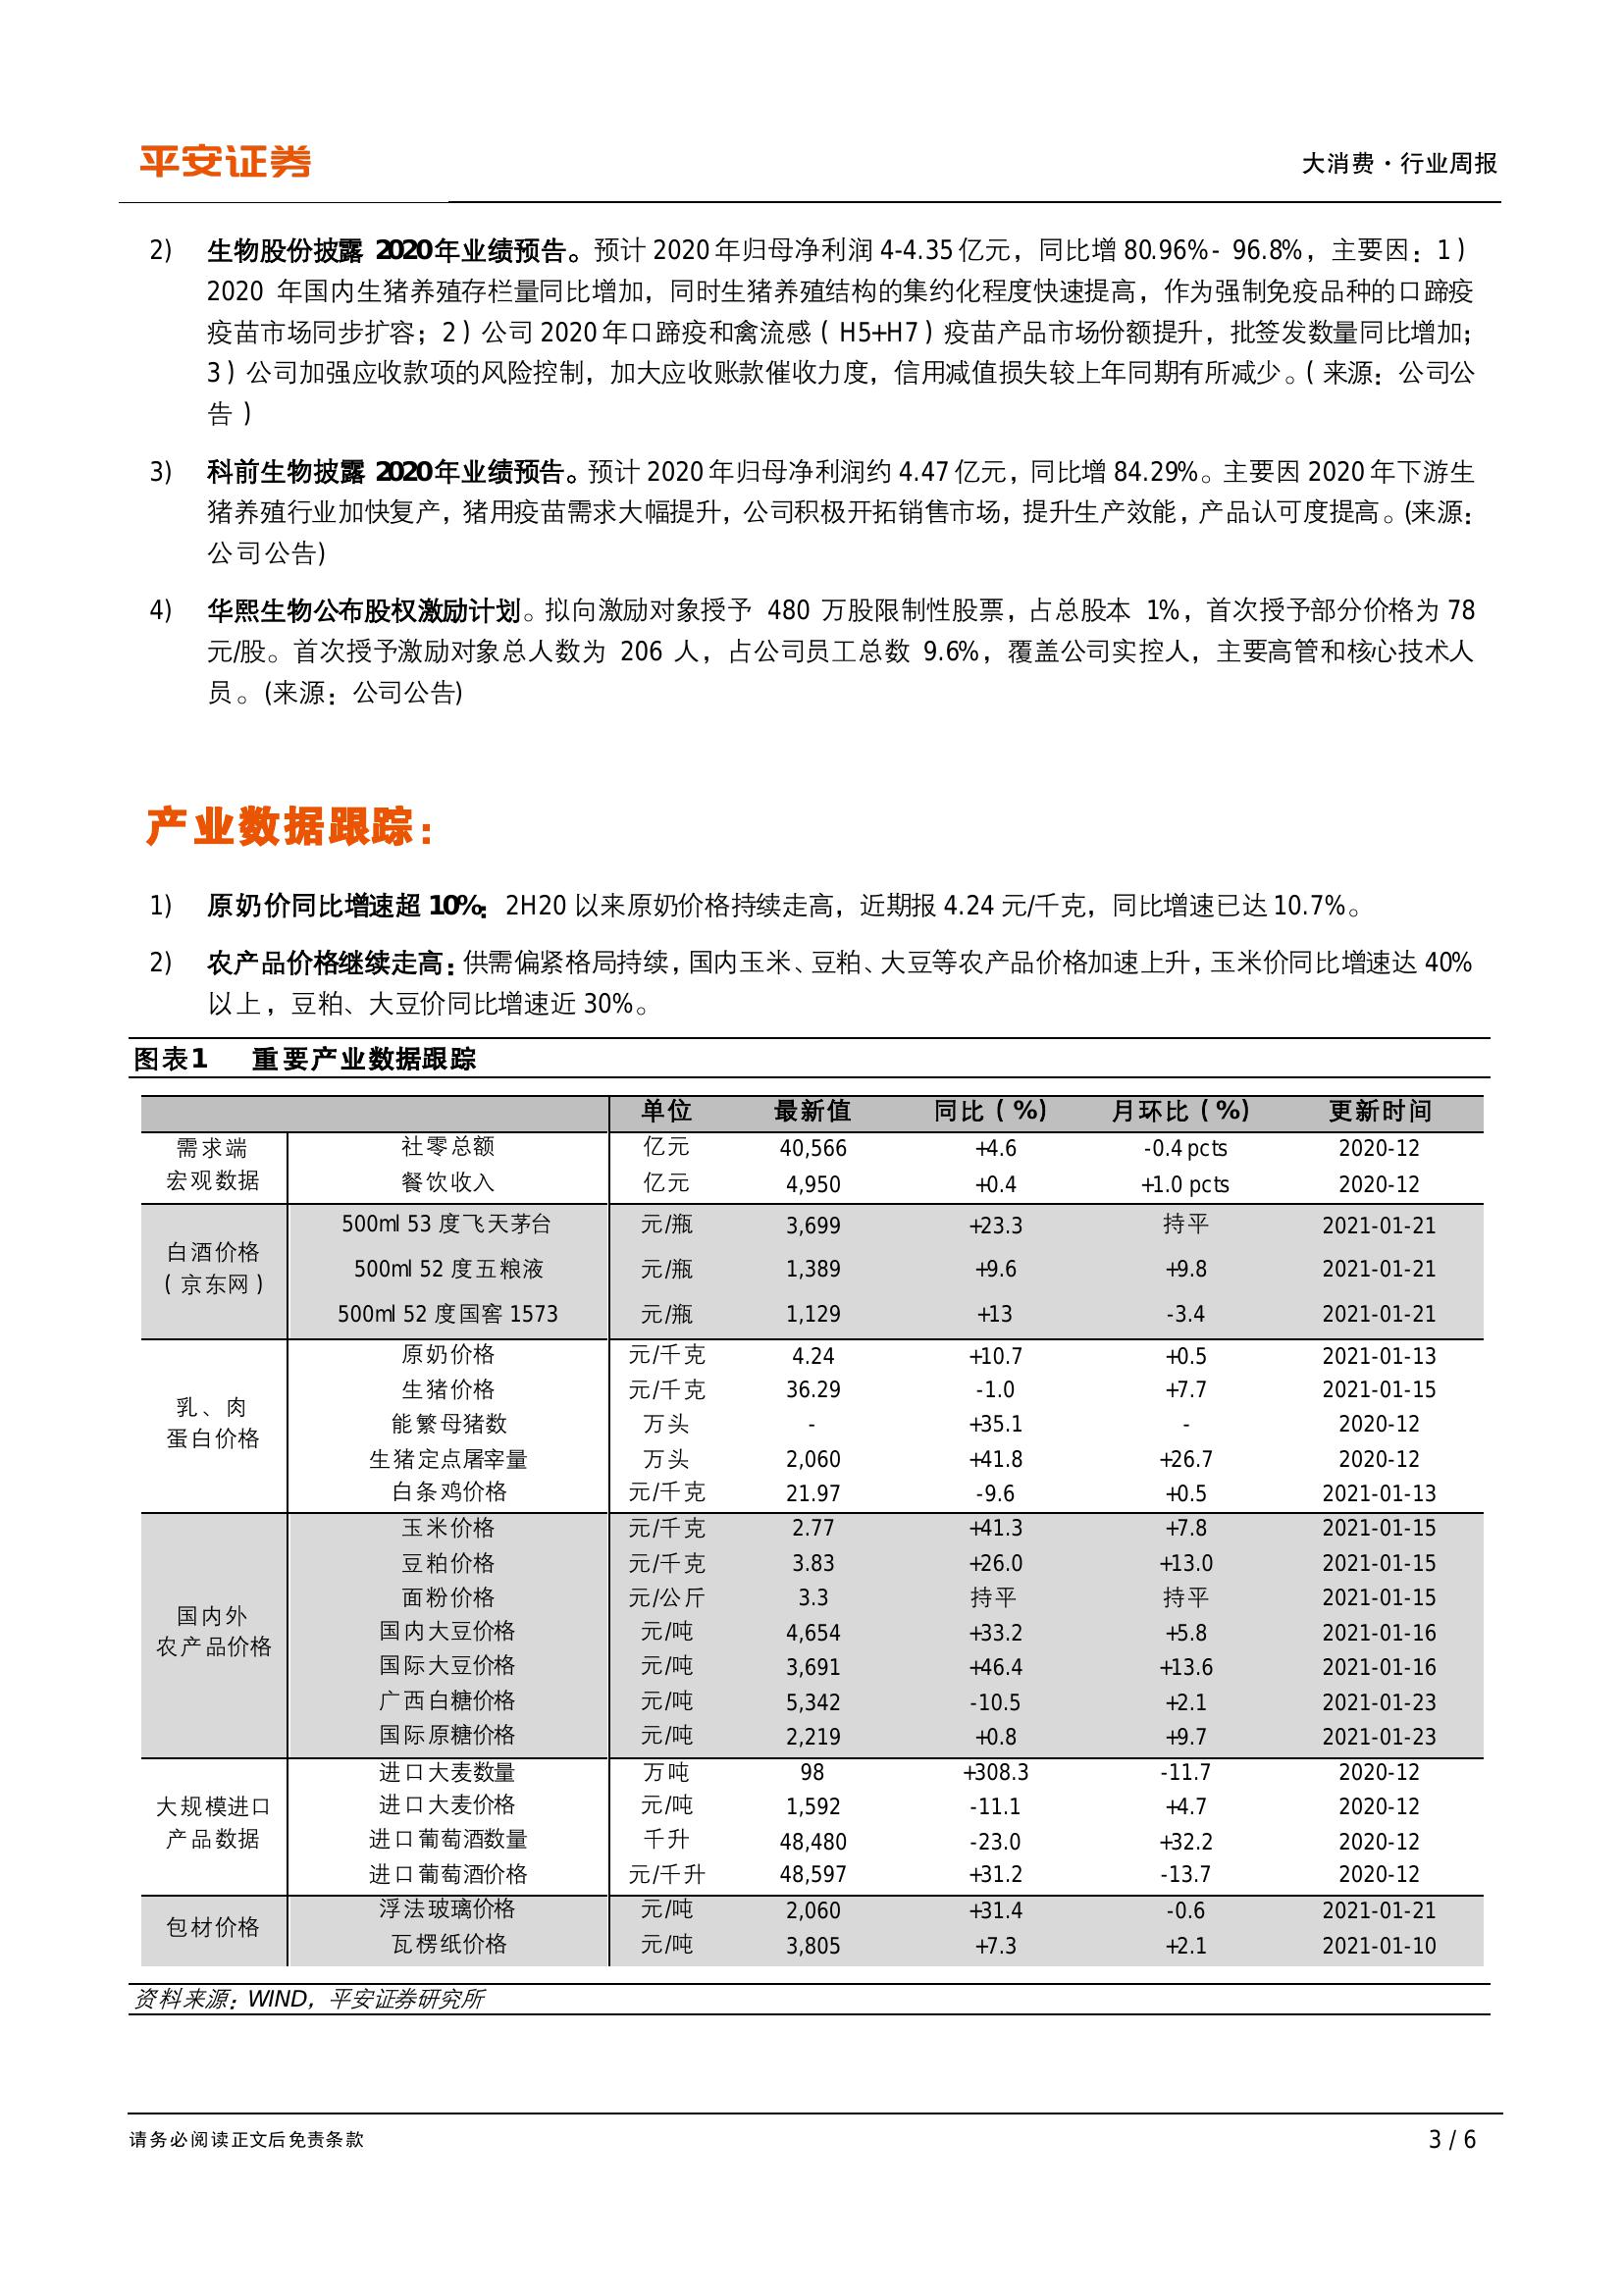 平安证券
大消费·行业周报
2) 生物股份披露 2020年业绩预告。预计 2020 年归母净利润 4-4.35 亿元，同比增 80.96%- 96.8%，主要因：1）
2020 年国内生猪养殖存栏量同比增加，同时生猪养殖结构的集约化程度快速提高，作为强制免疫品种的口蹄疫
疫苗市场同步扩容；2）公司 2020 年口蹄疫和禽流感（H5+H7）疫苗产品市场份额提升，批签发数量同比增加；
3）公司加强应收款项的风险控制，加大应收账款催收力度，信用减值损失较上年同期有所减少。（来源：公司公
告）
3) 科前生物披露 2020年业绩预告。预计 2020 年归母净利润约 4.47 亿元，同比增 84.29%。主要因 2020 年下游生
猪养殖行业加快复产，猪用疫苗需求大幅提升，公司积极开拓销售市场，提升生产效能，产品认可度提高。(来源：
公司公告)
4) 华熙生物公布股权激励计划。拟向激励对象授予 480 万股限制性股票，占总股本 1%，首次授予部分价格为 78
元/股。首次授予激励对象总人数为 206 人，占公司员工总数 9.6%，覆盖公司实控人，主要高管和核心技术人
员。(来源：公司公告)
产业数据跟踪：
1) 原奶价同比增速超 10%：2H20 以来原奶价格持续走高，近期报 4.24 元/千克，同比增速已达 10.7%。
2) 农产品价格继续走高：供需偏紧格局持续，国内玉米、豆粕、大豆等农产品价格加速上升，玉米价同比增速达 40%
以上，豆粕、大豆价同比增速近 30%。
图表1 重要产业数据跟踪
单位 最新值 同比（%） 月环比（%） 更新时间
需求端
宏观数据
社零总额 亿元 40,566 +4.6 -0.4 pcts 2020-12
餐饮收入 亿元 4,950 +0.4 +1.0 pcts 2020-12
白酒价格
（京东网）
500ml 53 度飞天茅台 元/瓶 3,699 +23.3 持平 2021-01-21
500ml 52 度五粮液 元/瓶 1,389 +9.6 +9.8 2021-01-21
500ml 52 度国窖 1573 元/瓶 1,129 +13 -3.4 2021-01-21
乳、肉
蛋白价格
原奶价格 元/千克 4.24 +10.7 +0.5 2021-01-13
生猪价格 元/千克 36.29 -1.0 +7.7 2021-01-15
能繁母猪数 万头 - +35.1 - 2020-12
生猪定点屠宰量 万头 2,060 +41.8 +26.7 2020-12
白条鸡价格 元/千克 21.97 -9.6 +0.5 2021-01-13
国内外
农产品价格
玉米价格 元/千克 2.77 +41.3 +7.8 2021-01-15
豆粕价格 元/千克 3.83 +26.0 +13.0 2021-01-15
面粉价格 元/公斤 3.3 持平 持平 2021-01-15
国内大豆价格 元/吨 4,654 +33.2 +5.8 2021-01-16
国际大豆价格 元/吨 3,691 +46.4 +13.6 2021-01-16
广西白糖价格 元/吨 5,342 -10.5 +2.1 2021-01-23
国际原糖价格 元/吨 2,219 +0.8 +9.7 2021-01-23
大规模进口
产品数据
进口大麦数量 万吨 98 +308.3 -11.7 2020-12
进口大麦价格 元/吨 1,592 -11.1 +4.7 2020-12
进口葡萄酒数量 千升 48,480 -23.0 +32.2 2020-12
进口葡萄酒价格 元/千升 48,597 +31.2 -13.7 2020-12
包材价格
浮法玻璃价格 元/吨 2,060 +31.4 -0.6 2021-01-21
瓦楞纸价格 元/吨 3,805 +7.3 +2.1 2021-01-10
资料来源：WIND，平安证券研究所
请务必阅读正文后免责条款
3 / 6